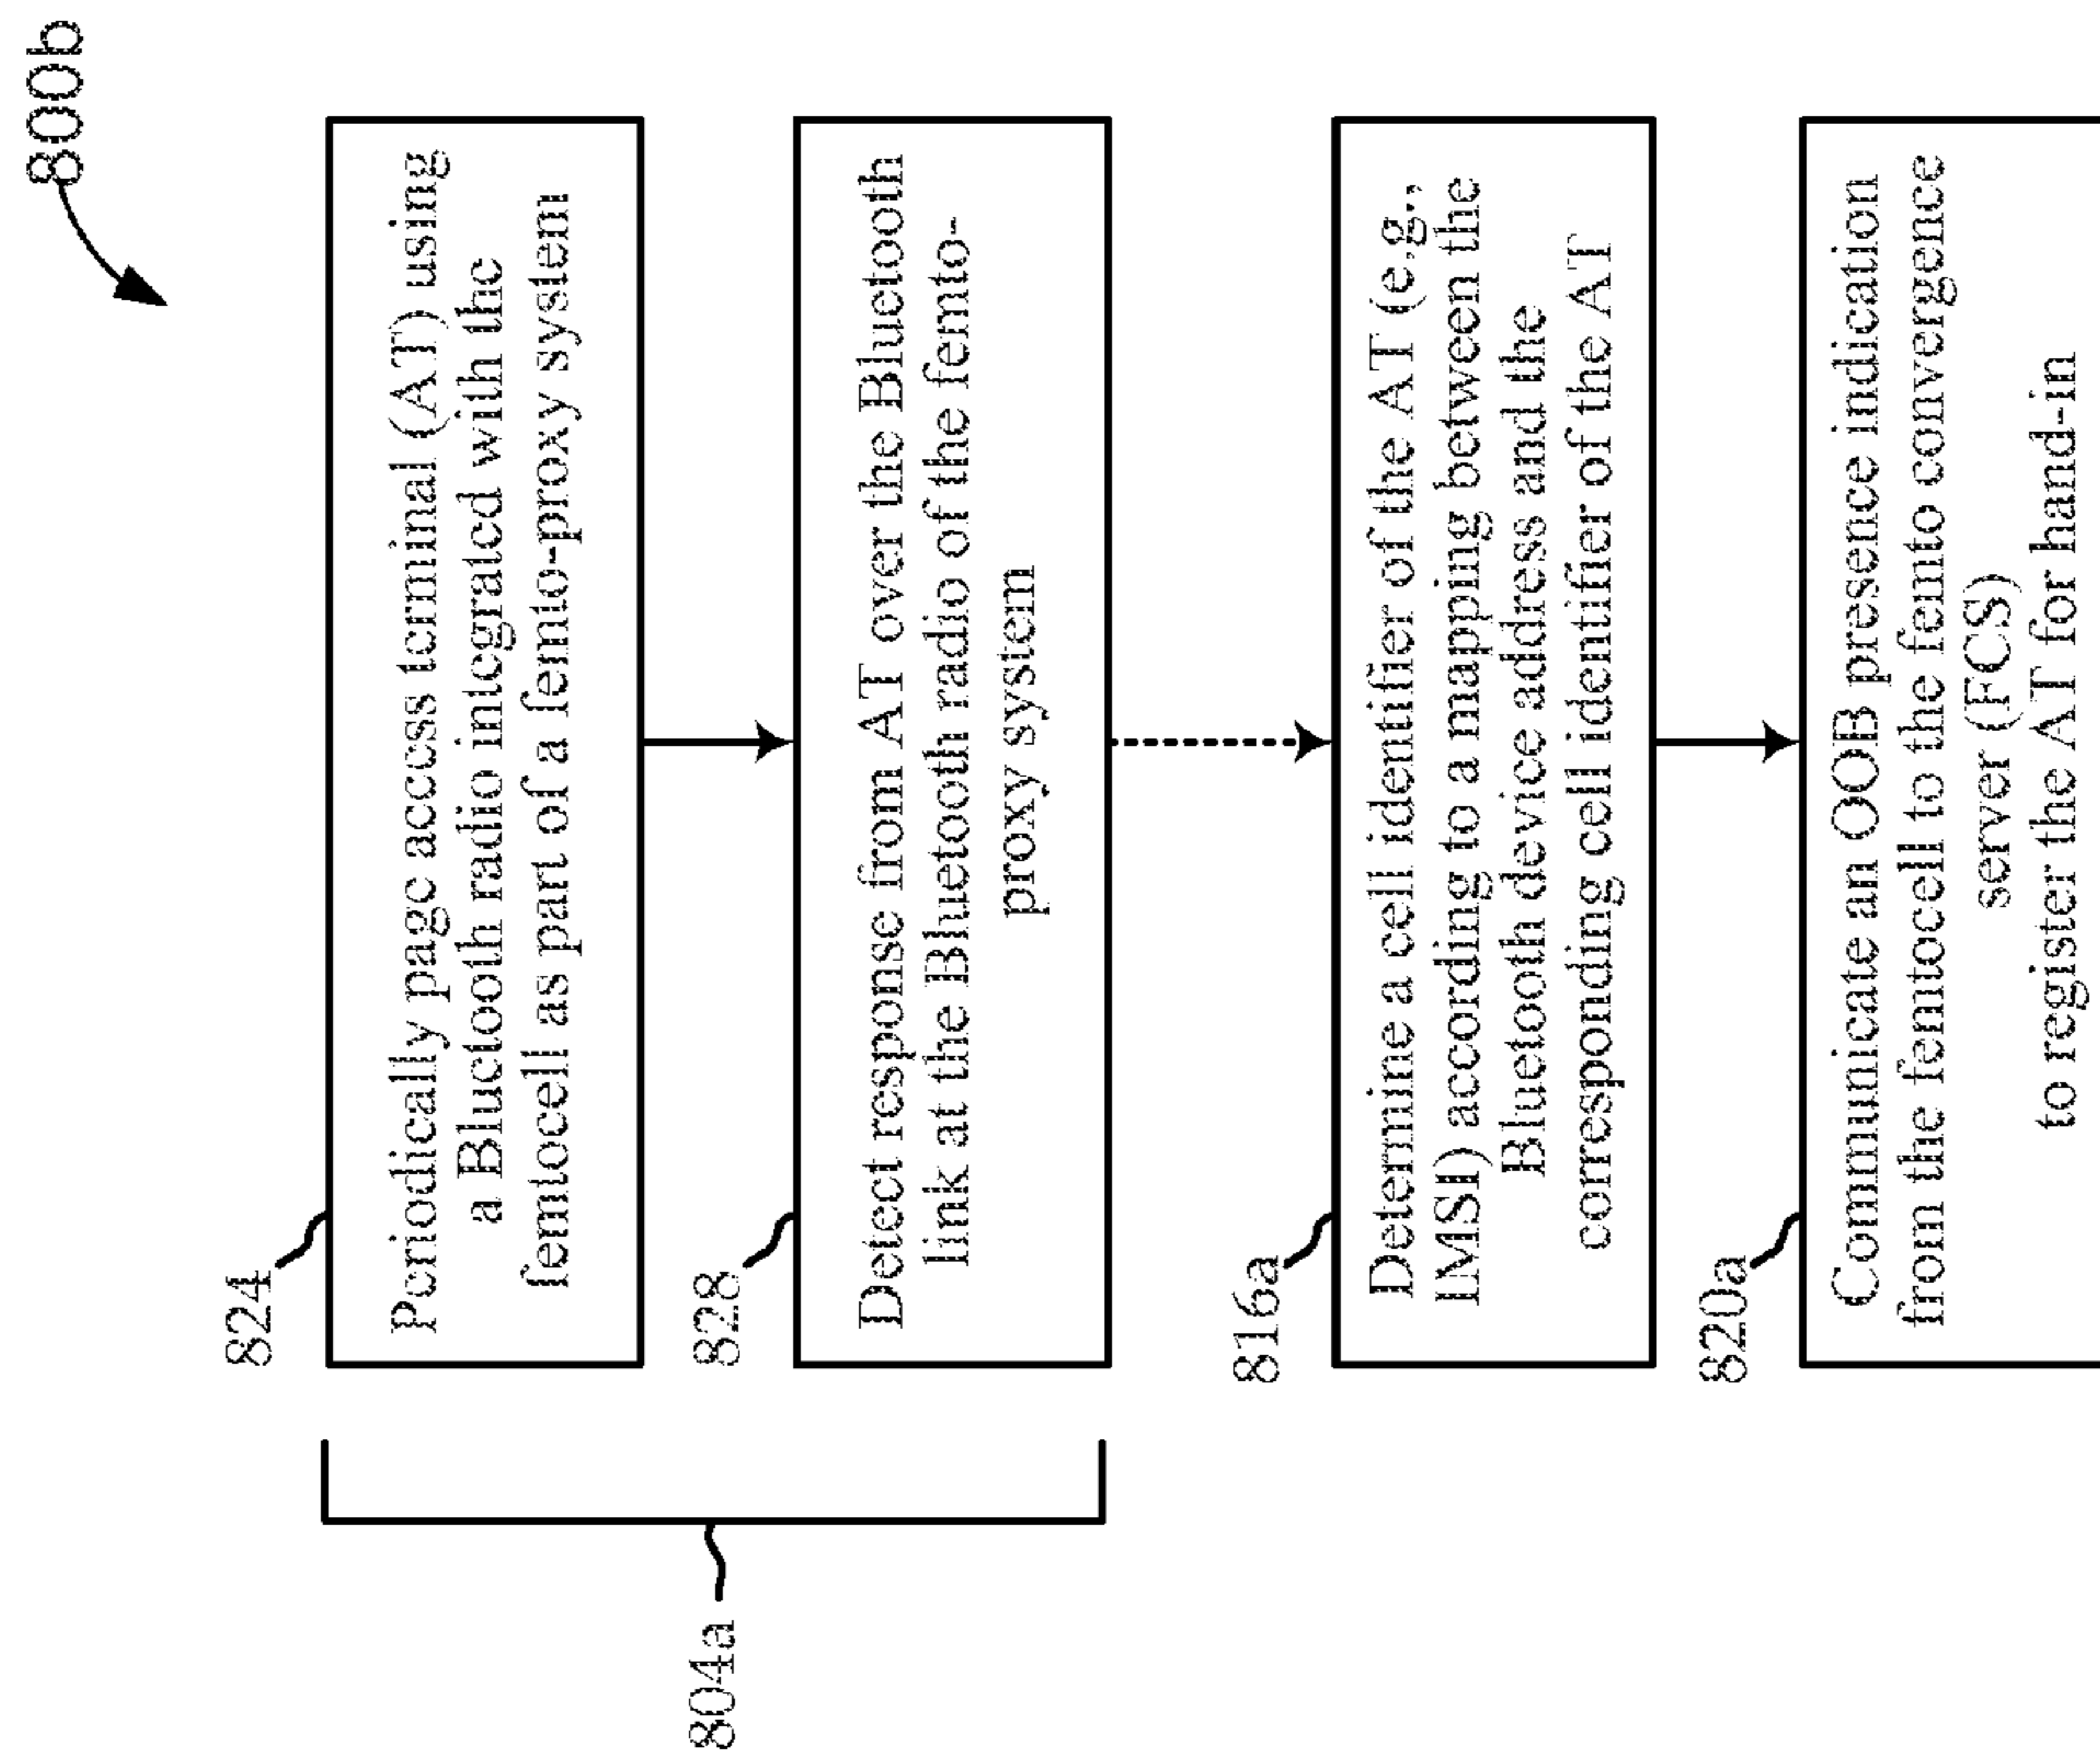 800b
824
Periodically page access terminal (AT) using
a Bluetooth radio integrated with the
femtocell as part of a femto-proxy system
804a
828
Detect response from AT over the Bluetooth
link at the Bluetooth radio of the femto-
proxy system
816a
Determine a cell identifier of the AT (e.g.,
IMSI) according to a mapping between the
Bluetooth device address and the
corresponding cell identifier of the AT
820a
Communicate an OOB presence indication
from the femtocell to the femto convergence
server (FCS)
to register the AT for hand-in